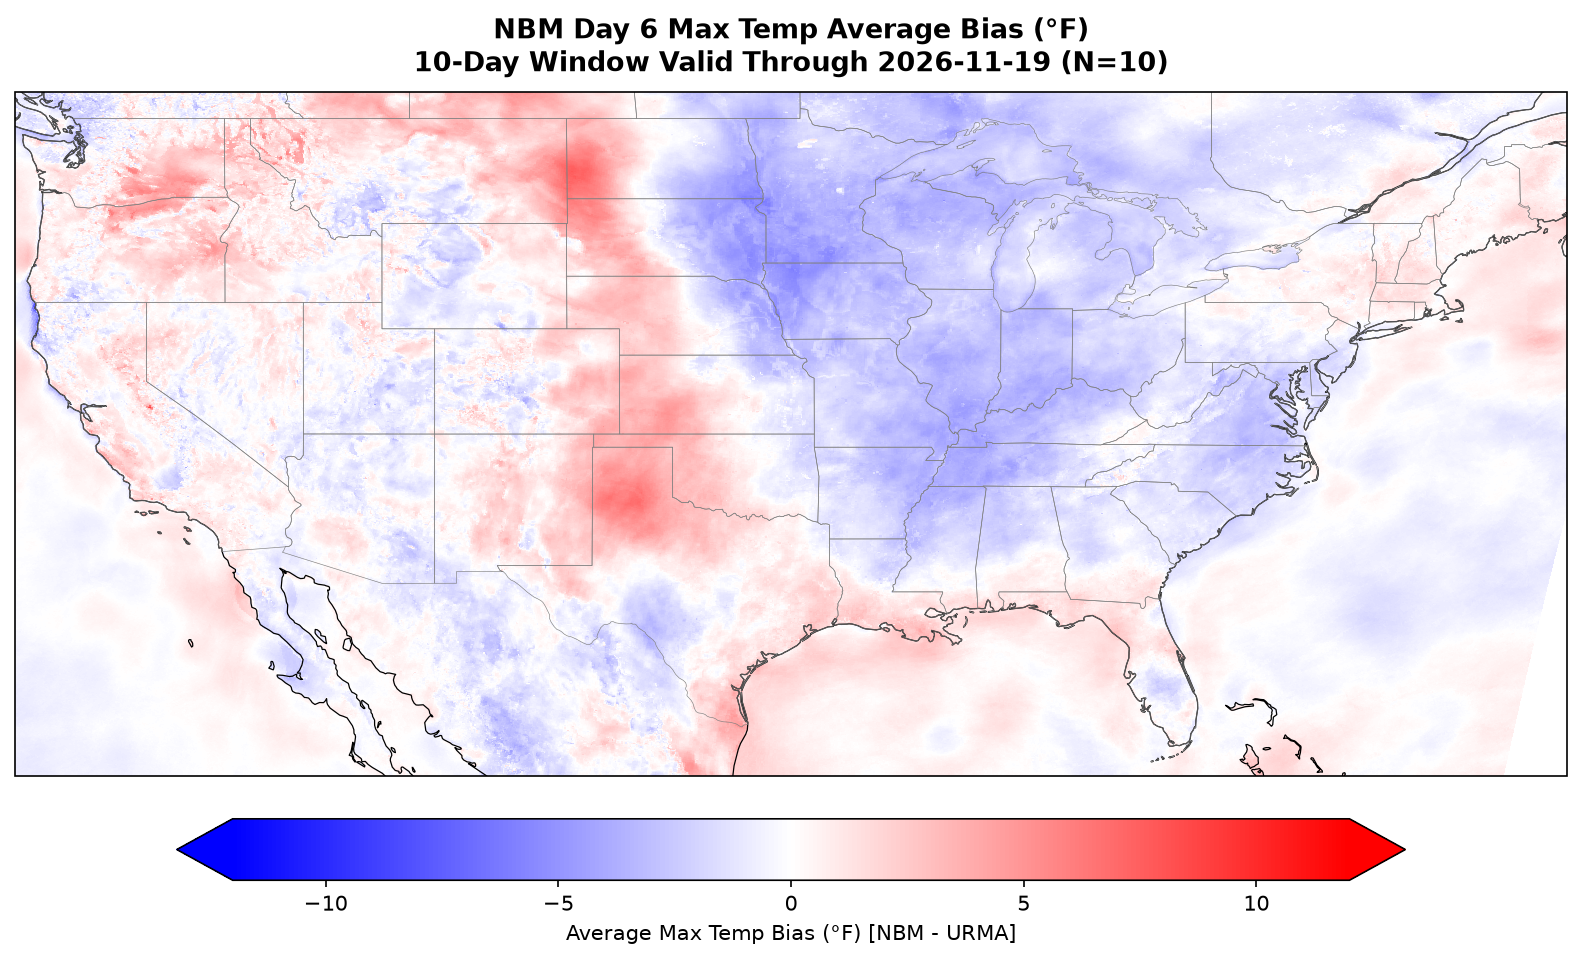 NBM Day 6 Max Temp Average Bias (°F)
10-Day Window Valid Through 2026-11-19 (N=10)
−10 −5 0 5 10
Average Max Temp Bias (°F) [NBM - URMA]